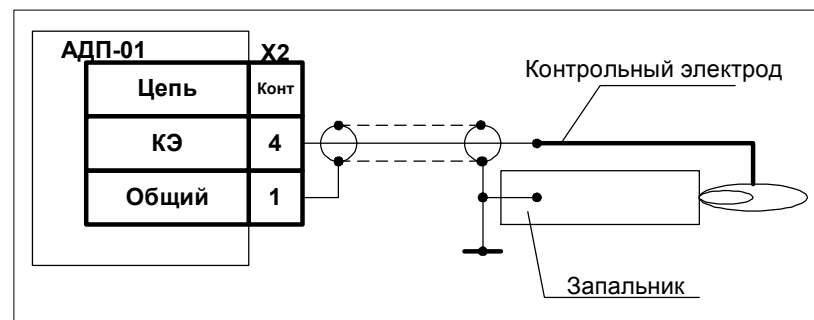 АДП-01 X2
Цепь Конт
КЭ 4
Общий 1
Контрольный электрод
Запальник